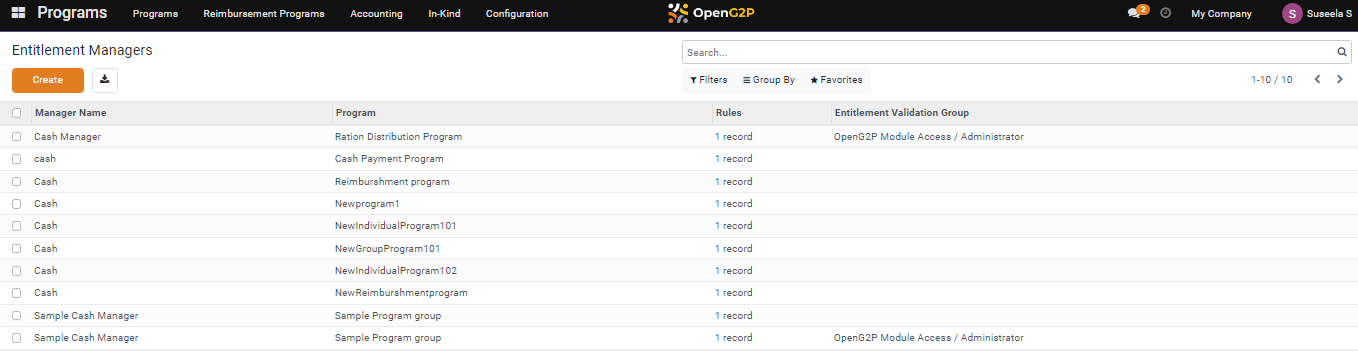 Programs Programs Reimbursement Programs Accounting In-Kind Configuration OpenG2P 2 My Company S Suseela S
Entitlement Managers Search...
Create Filters Group By Favorites 1-10 / 10
Manager Name Program Rules Entitlement Validation Group
Cash Manager Ration Distribution Program 1 record OpenG2P Module Access / Administrator
cash Cash Payment Program 1 record
Cash Reimburshment program 1 record
Cash Newprogram1 1 record
Cash NewIndividualProgram101 1 record
Cash NewGroupProgram101 1 record
Cash NewIndividualProgram102 1 record
Cash NewReimburshmentprogram 1 record
Sample Cash Manager Sample Program group 1 record
Sample Cash Manager Sample Program group 1 record OpenG2P Module Access / Administrator